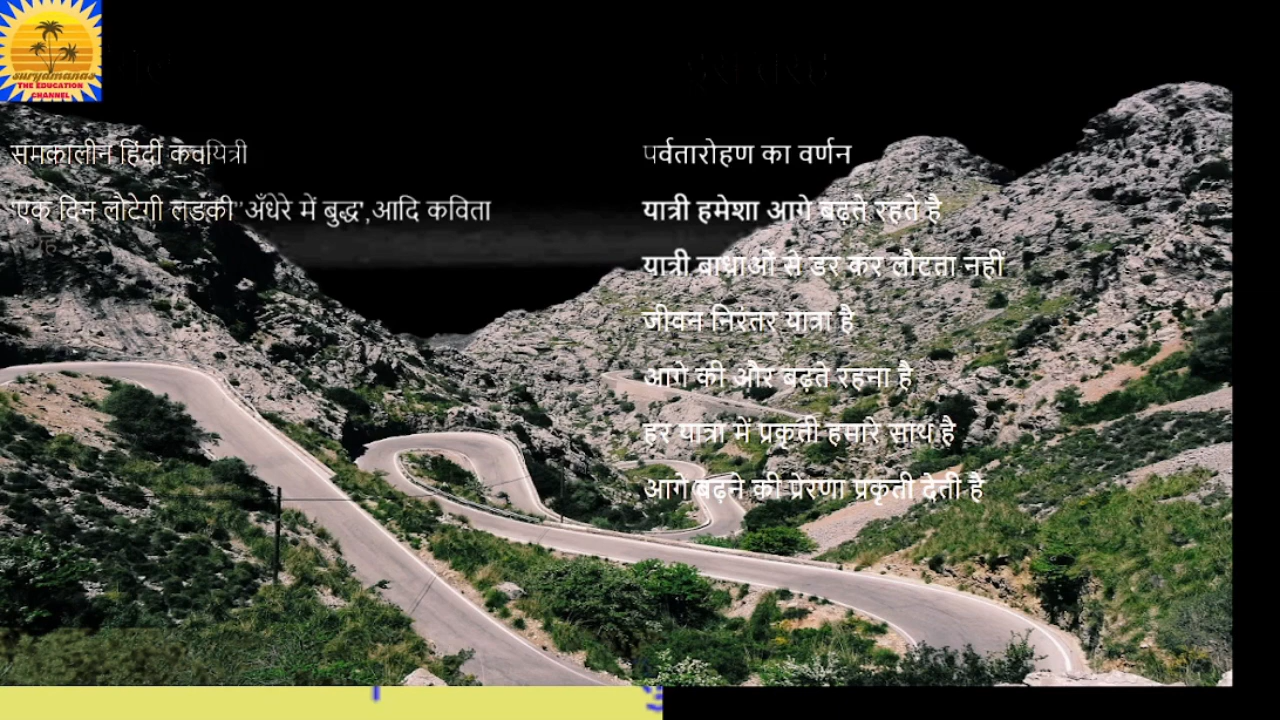 suryamanas
THE EDUCATION
CHANNEL
समकालीन हिंदी कवयित्री
'एक दिन लौटेगी लड़की''अँधेरे में बुद्ध',आदि कविता
पर्वतारोहण का वर्णन
यात्री हमेशा आगे बढ़ते रहते है
यात्री बाधाओं से डर कर लौटता नहीं
जीवन निरंतर यात्रा है
आगे की और बढ़ते रहना है
हर यात्रा में प्रकृती हमारे साथ है
आगे बढ़ने की प्रेरणा प्रकृती देती है